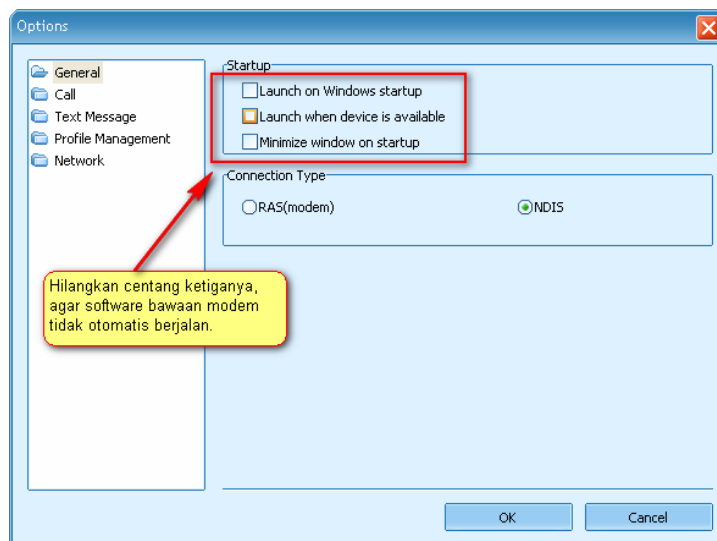 Options
General
Call
Text Message
Profile Management
Network
Startup
Launch on Windows startup
Launch when device is available
Minimize window on startup
Connection Type
RAS(modem)
NDIS
Hilangkan centang ketiganya,
agar software bawaan modem
tidak otomatis berjalan.
OK
Cancel